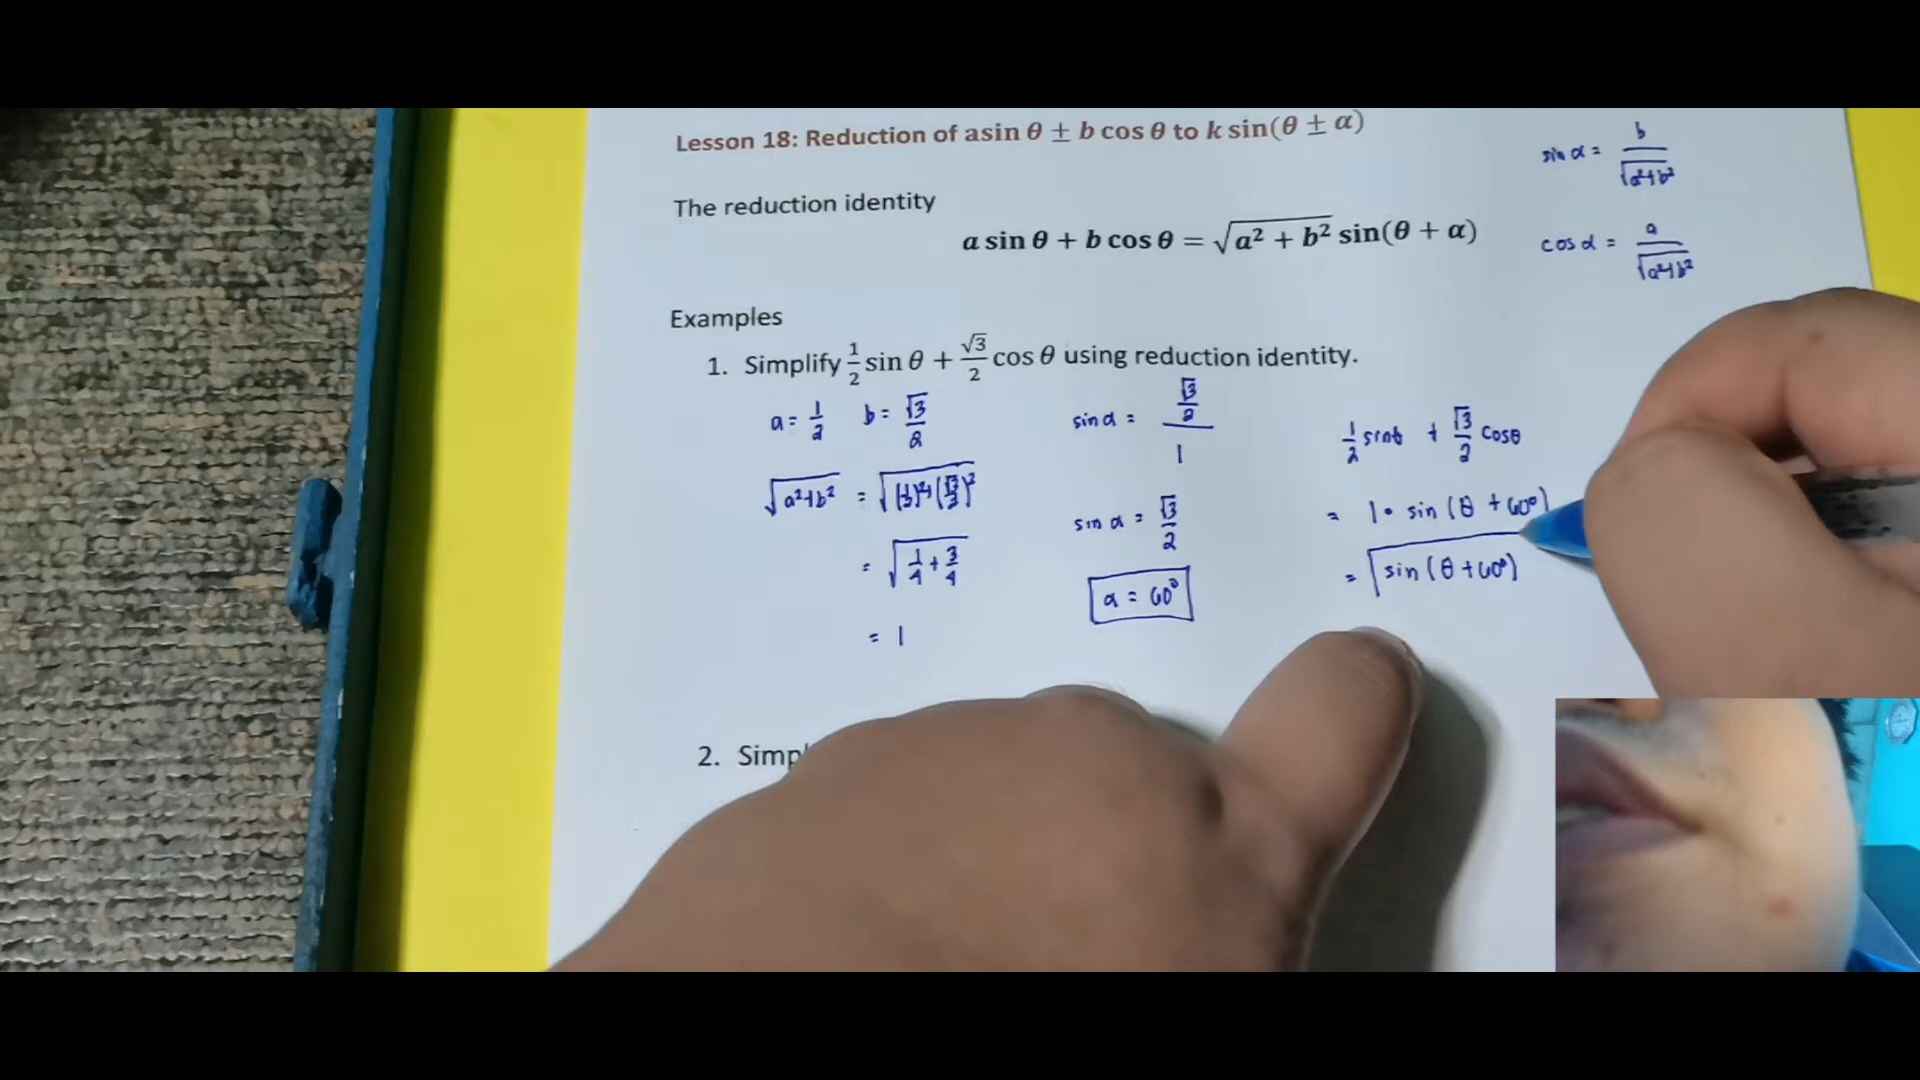 Lesson 18: Reduction of asin θ ± b cos θ to k sin(θ ± α)
sin α = b / √a²+b²
The reduction identity
a sin θ + b cos θ = √a² + b² sin(θ + α)
cos α = a / √a²+b²
Examples
1. Simplify 1/2 sin θ + √3/2 cos θ using reduction identity.
a = 1/2 b = √3/2
√a²+b² = √(1/2)²+(√3/2)²
= √1/4 + 3/4
= 1
sin α = √3/2 / 1
sin α = √3/2
α = 60°
1/2 sinθ + √3/2 cosθ
= 1 • sin (θ + 60°)
= sin (θ + 60°)
2.